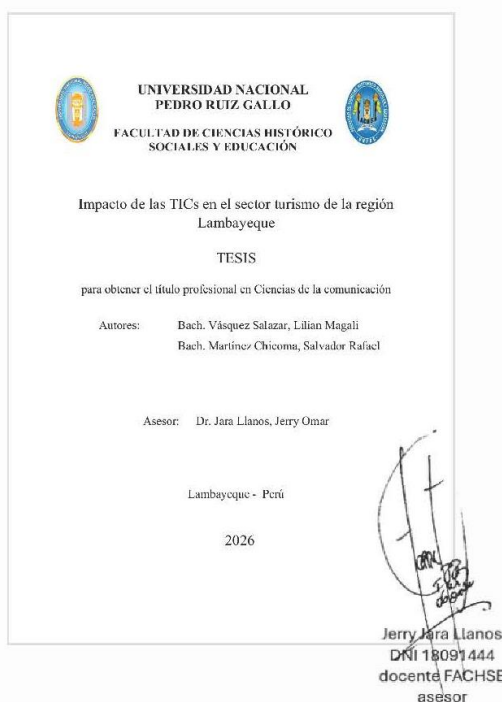 UNIVERSIDAD NACIONAL
PEDRO RUIZ GALLO
FACULTAD DE CIENCIAS HISTÓRICO
SOCIALES Y EDUCACIÓN
Impacto de las TICs en el sector turismo de la región
Lambayeque
TESIS
para obtener el título profesional en Ciencias de la comunicación
Autores: Bach. Vásquez Salazar, Lilian Magali
Bach. Martínez Chicoma, Salvador Rafael
Asesor: Dr. Jara Llanos, Jerry Omar
Lambayeque - Perú
2026
Jerry Jara Llanos
DNI 18091444
docente FACHSE
asesor